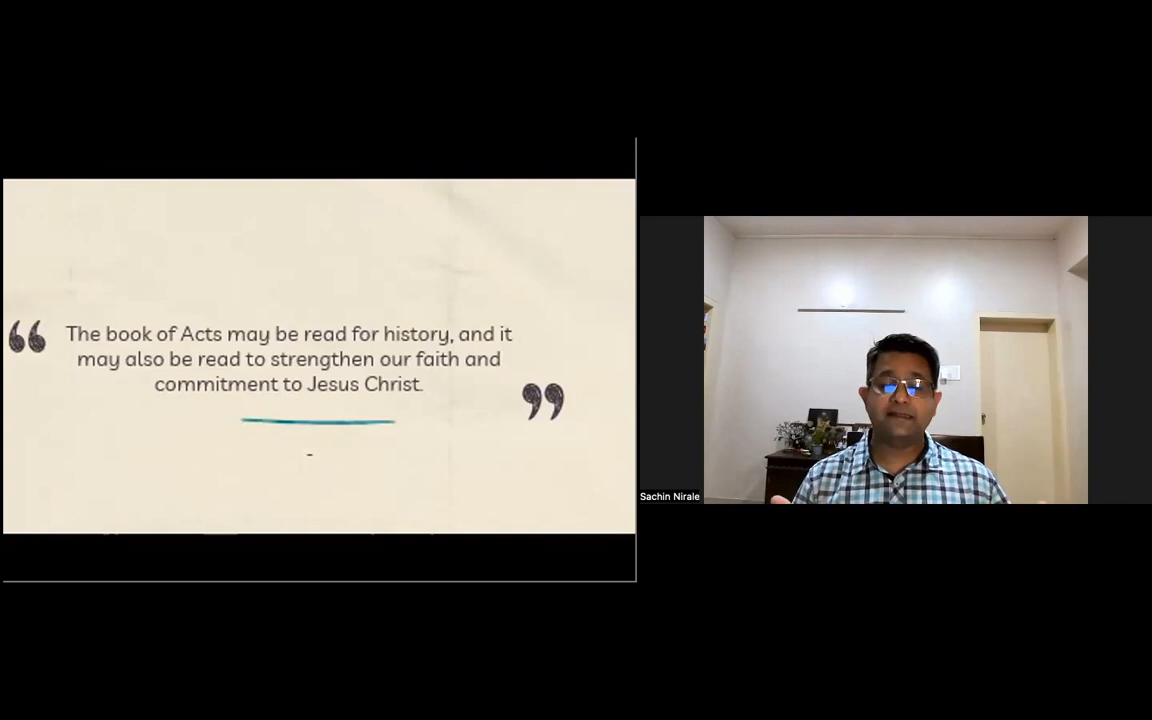 “ The book of Acts may be read for history, and it
may also be read to strengthen our faith and
commitment to Jesus Christ. ”
-
Sachin Nirale